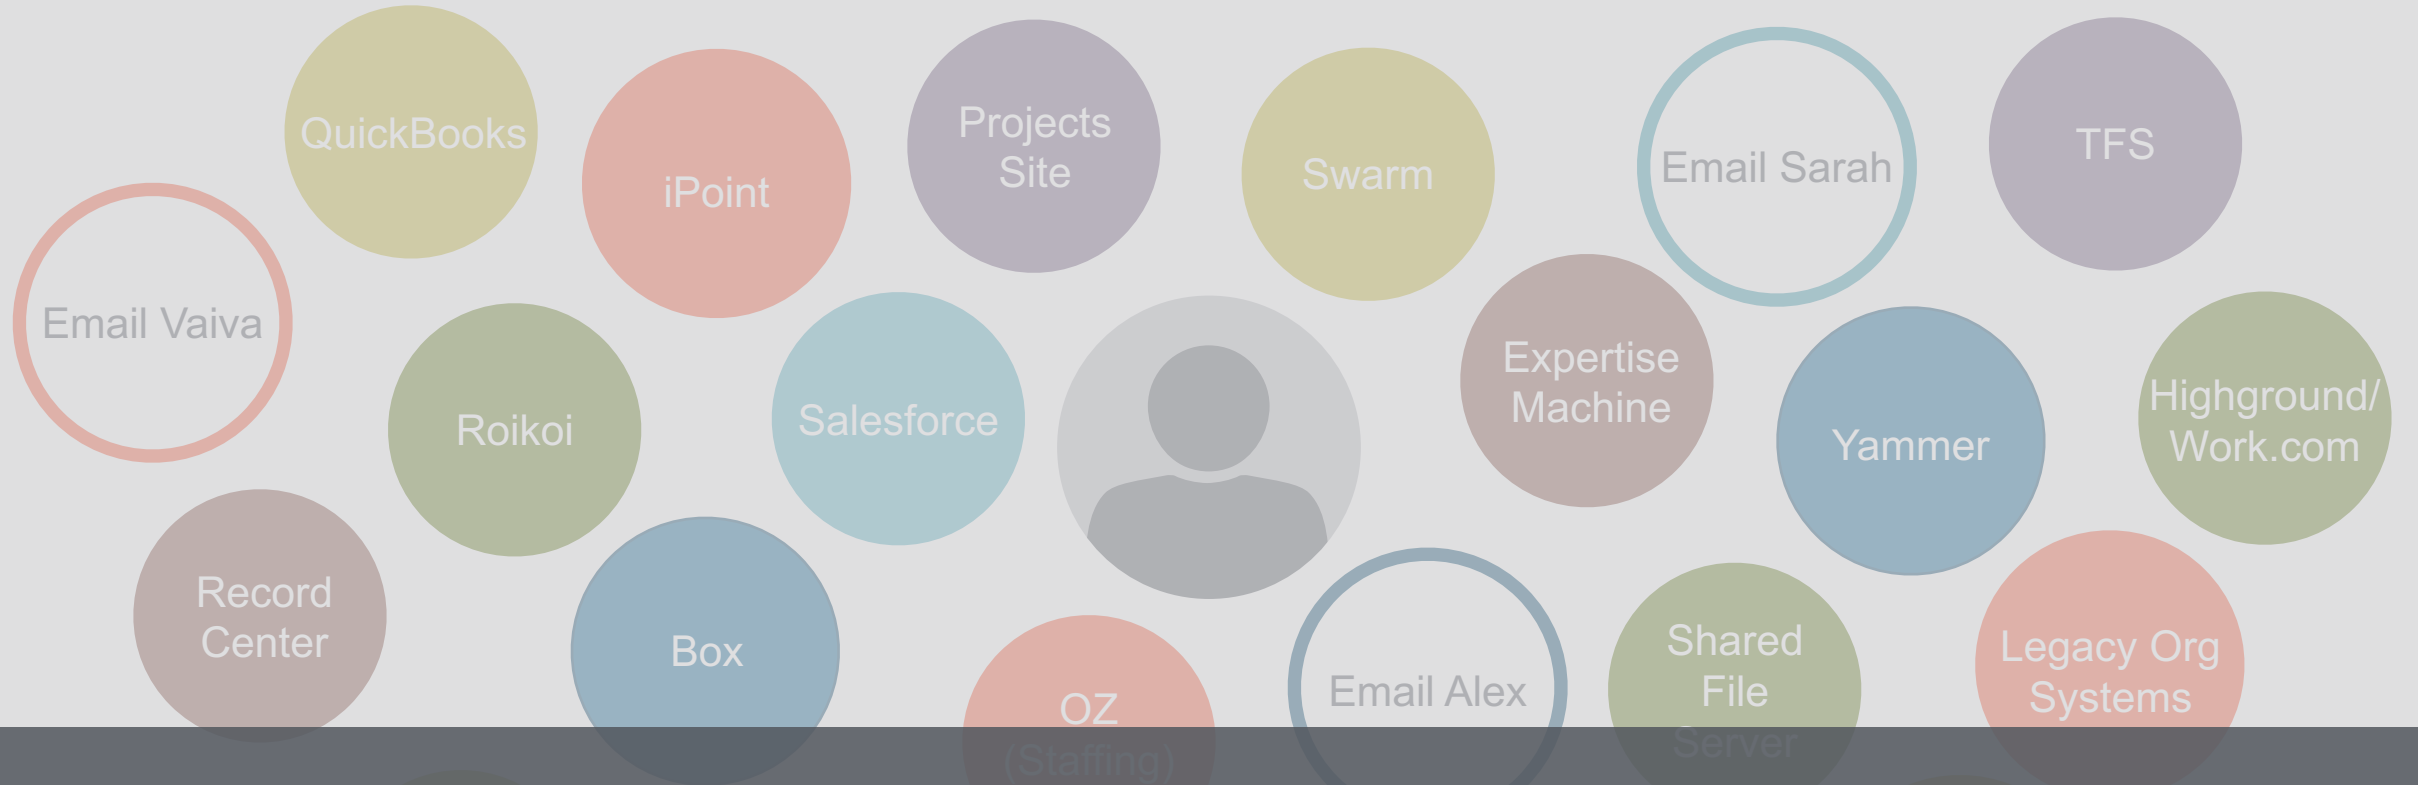 QuickBooks
iPoint
Projects
Site
Swarm
Email Sarah
TFS
Email Vaiva
Roikoi
Salesforce
Expertise
Machine
Yammer
Highground/
Work.com
Record
Center
Box
OZ
(Staffing)
Email Alex
Shared
File
Server
Legacy Org
Systems